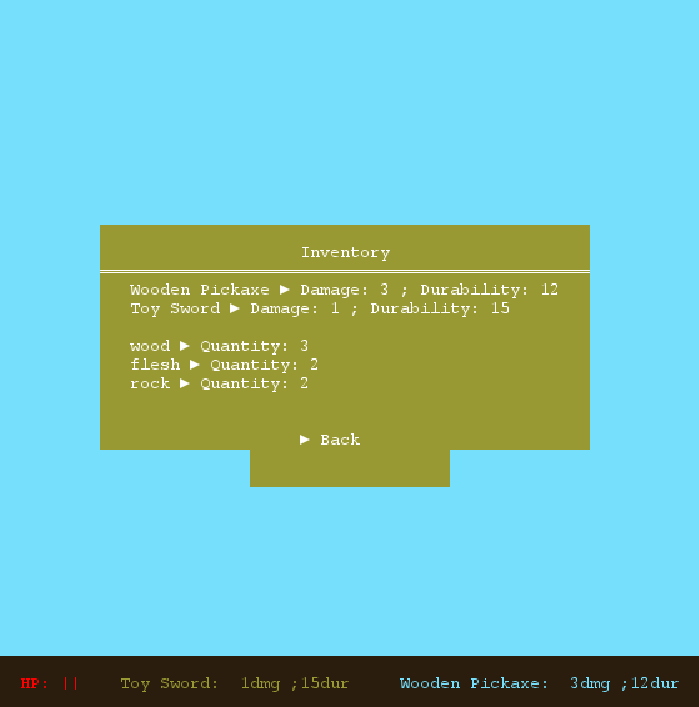 Inventory
Wooden Pickaxe ► Damage: 3 ; Durability: 12
Toy Sword ► Damage: 1 ; Durability: 15
wood ► Quantity: 3
flesh ► Quantity: 2
rock ► Quantity: 2
► Back
HP: || Toy Sword: 1dmg ;15dur Wooden Pickaxe: 3dmg ;12dur